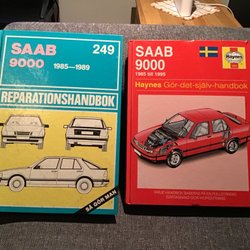 SAAB
249
9000
1985—1989
REPARATIONSHANDBOK
SÅ GÖR MAN
SAAB
9000
1985 till 1995
Haynes
Haynes Gör-det-själv-handbok